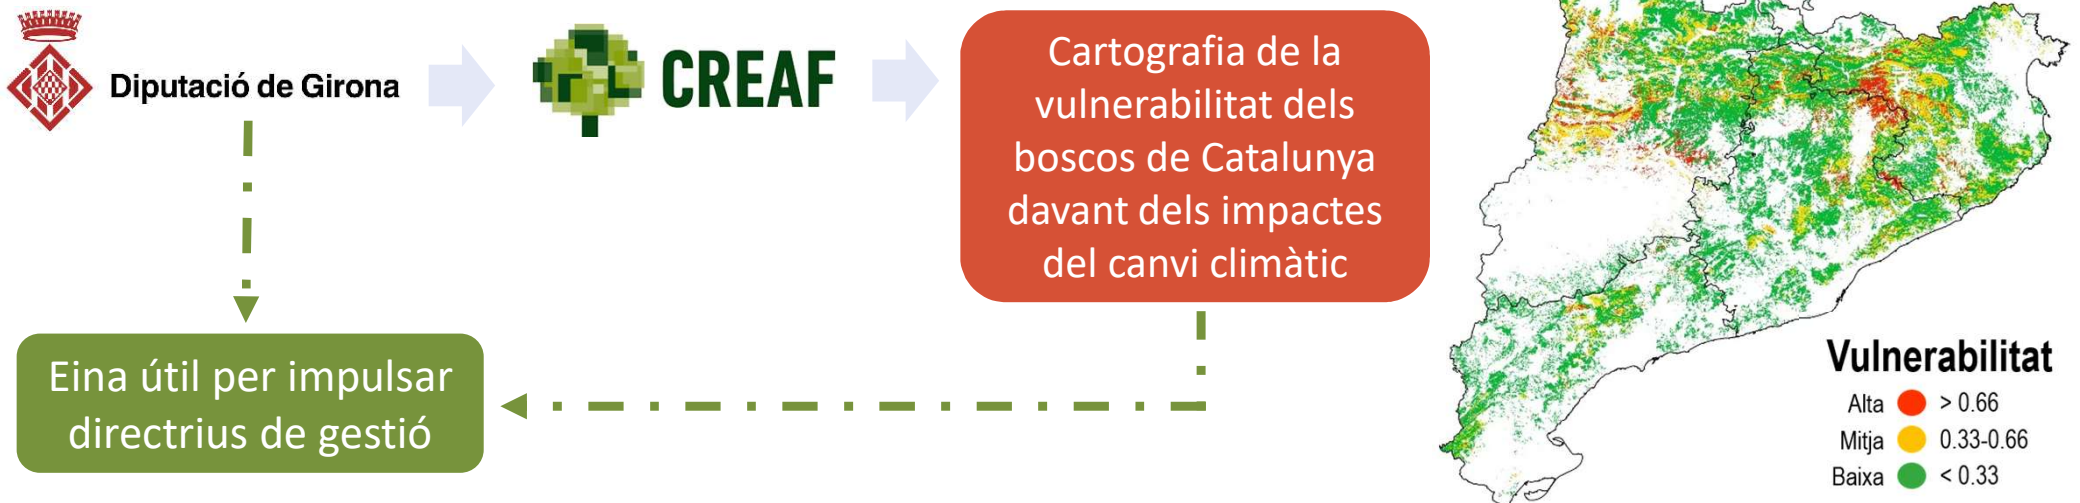 Diputació de Girona
CREAF
Cartografia de la
vulnerabilitat dels
boscos de Catalunya
davant dels impactes
del canvi climàtic
Eina útil per impulsar
directrius de gestió
Vulnerabilitat
Alta > 0.66
Mitja 0.33-0.66
Baixa < 0.33